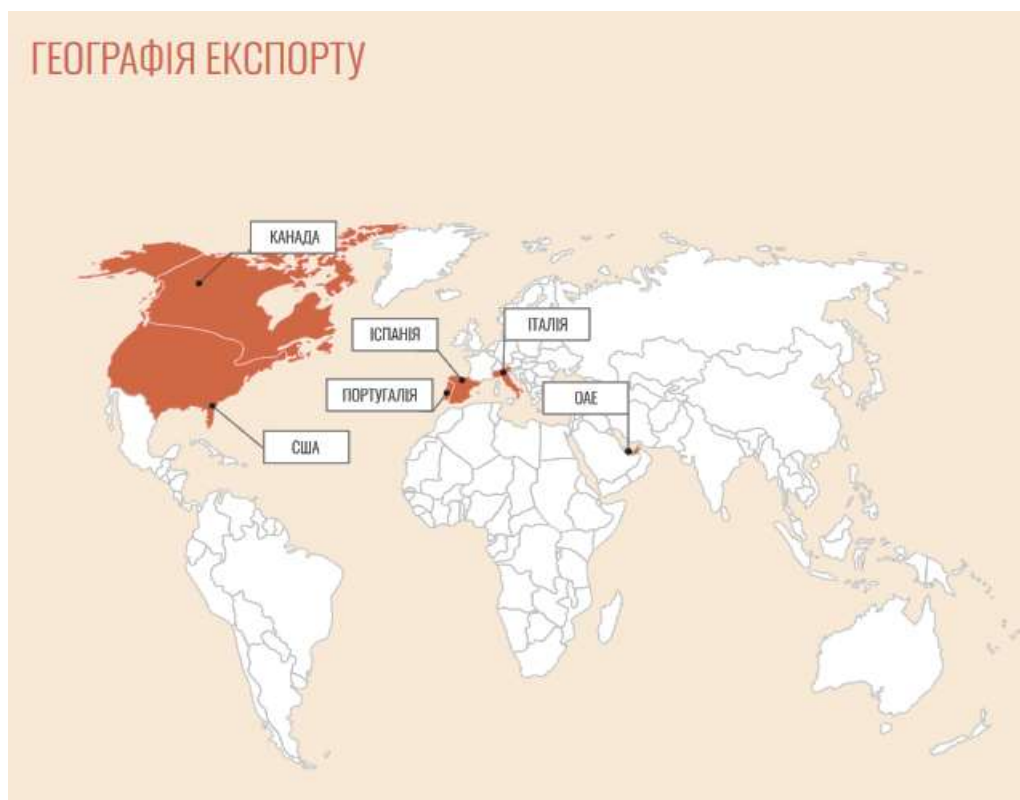 ГЕОГРАФІЯ ЕКСПОРТУ
КАНАДА
ІСПАНІЯ
ІТАЛІЯ
ПОРТУГАЛІЯ
ОАЕ
США